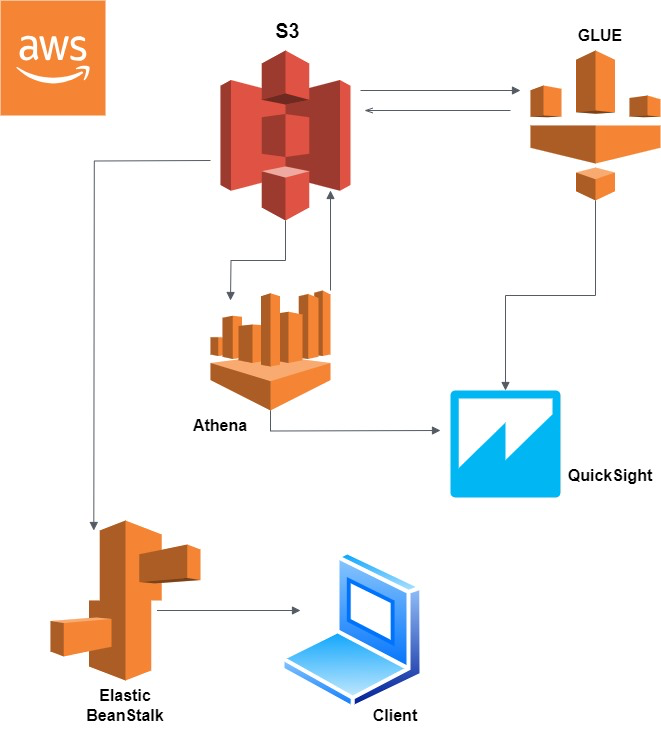 aws
S3
GLUE
Athena
QuickSight
Elastic
BeanStalk
Client